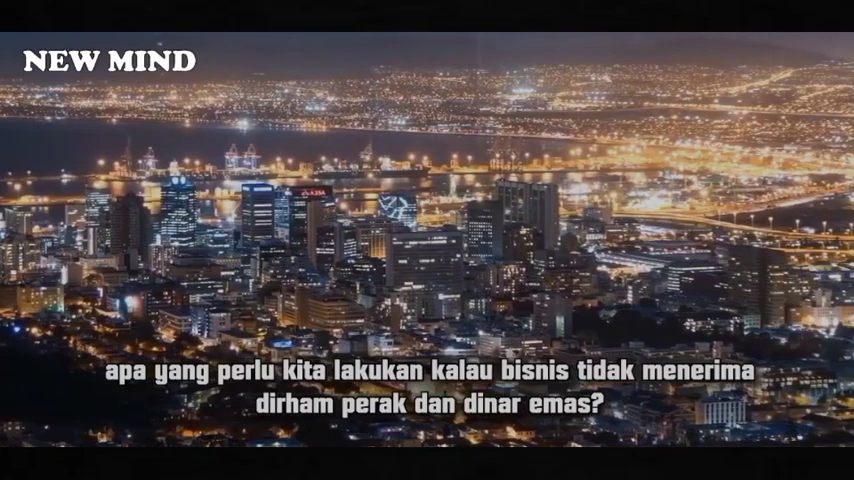 NEW MIND
apa yang perlu kita lakukan kalau bisnis tidak menerima
dirham perak dan dinar emas?